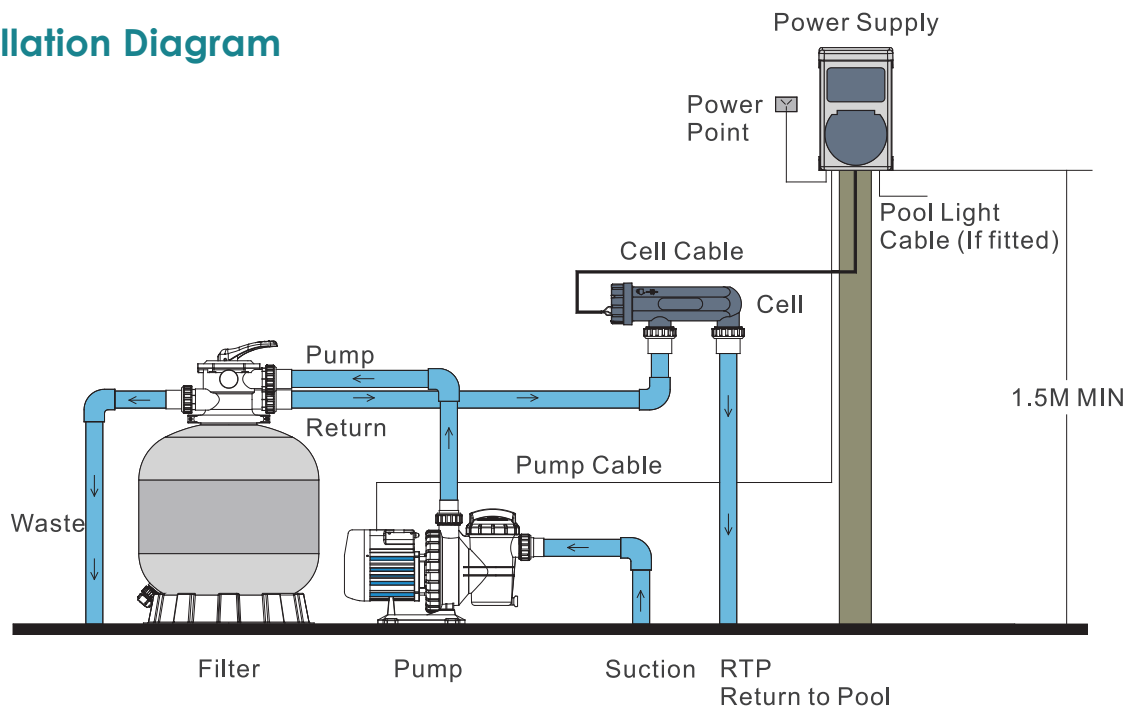 llation Diagram
Power Supply
Power
Point
Pool Light
Cable (If fitted)
Cell Cable
Cell
Pump
1.5M MIN
Return
Pump Cable
Waste
Filter
Pump
Suction
RTP
Return to Pool